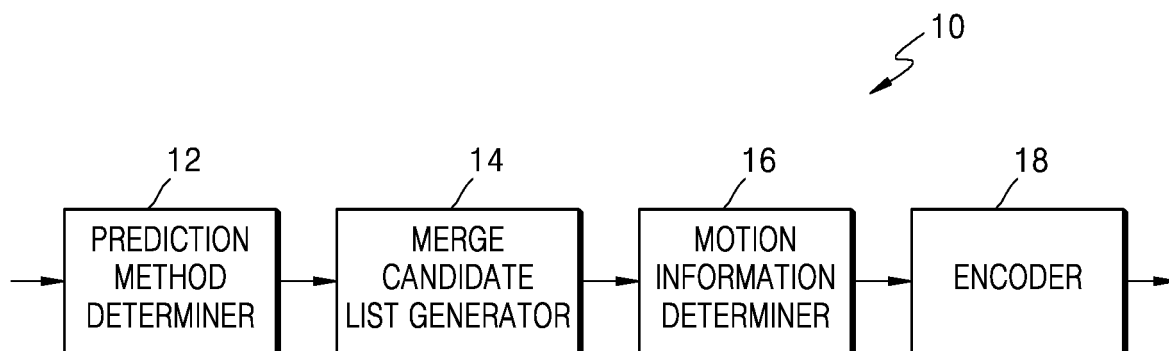 10
12
14
16
18
PREDICTION
METHOD
DETERMINER
MERGE
CANDIDATE
LIST GENERATOR
MOTION
INFORMATION
DETERMINER
ENCODER